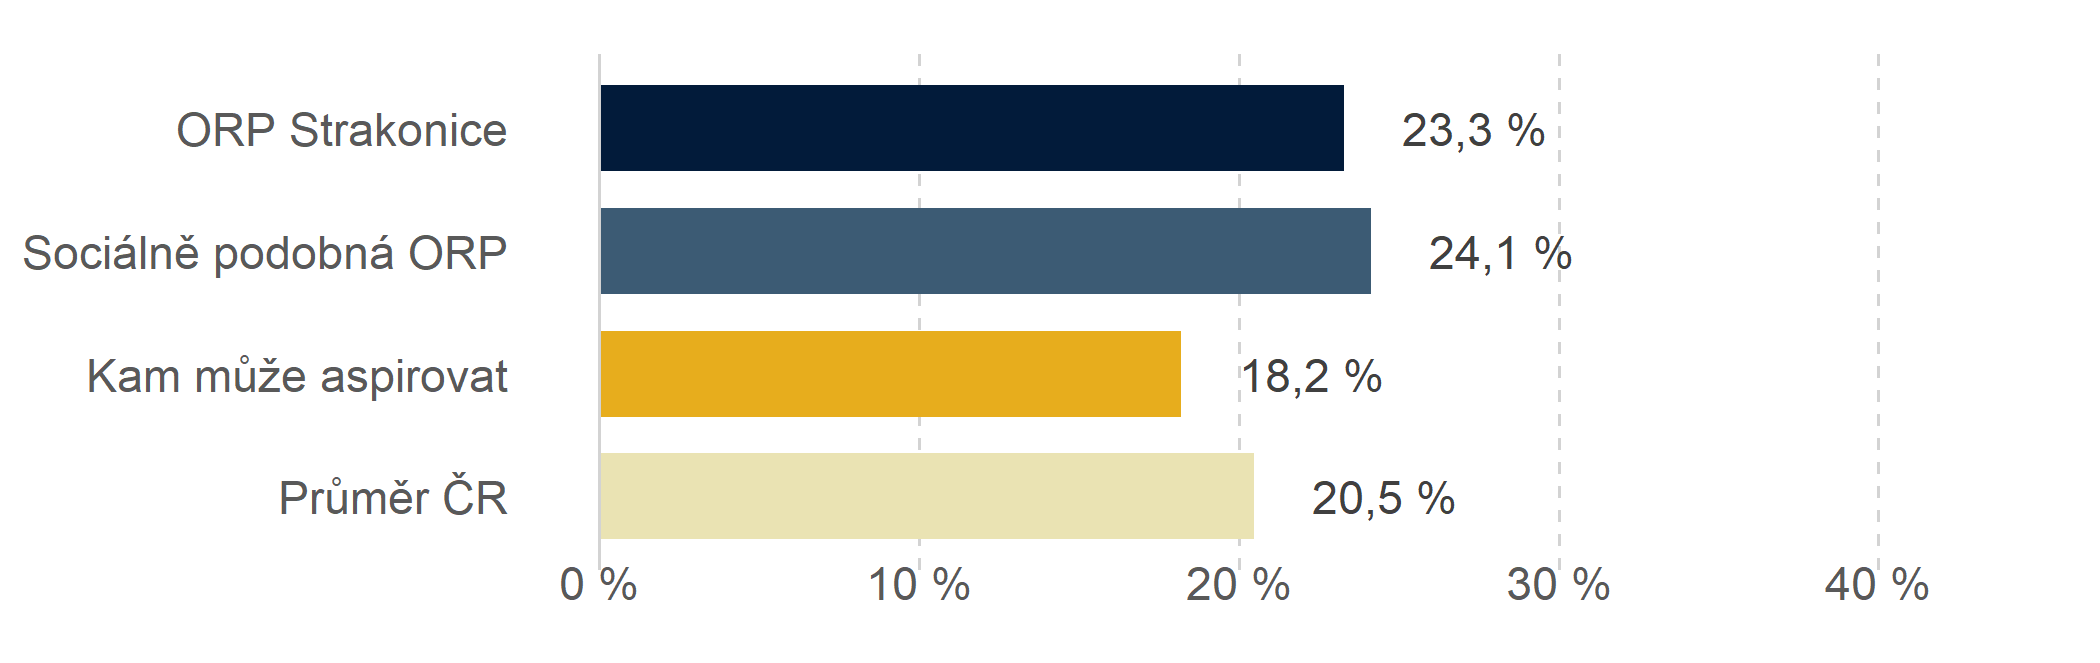 ORP Strakonice 23,3 %
Sociálně podobná ORP 24,1 %
Kam může aspirovat 18,2 %
Průměr ČR 20,5 %
0 % 10 % 20 % 30 % 40 %